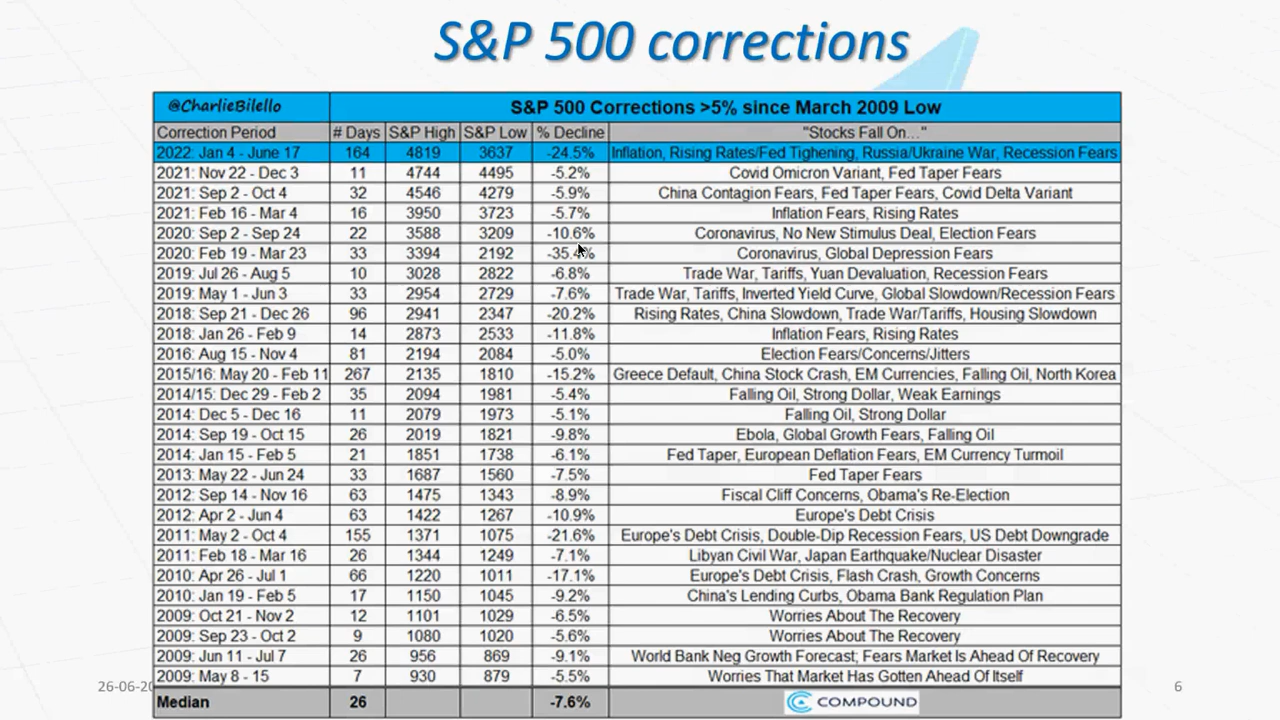 S&P 500 corrections
@CharlieBilello S&P 500 Corrections >5% since March 2009 Low
Correction Period # Days S&P High S&P Low % Decline "Stocks Fall On..."
2022: Jan 4 - June 17 164 4819 3637 -24.5% Inflation, Rising Rates/Fed Tighening, Russia/Ukraine War, Recession Fears
2021: Nov 22 - Dec 3 11 4744 4495 -5.2% Covid Omicron Variant, Fed Taper Fears
2021: Sep 2 - Oct 4 32 4546 4279 -5.9% China Contagion Fears, Fed Taper Fears, Covid Delta Variant
2021: Feb 16 - Mar 4 16 3950 3723 -5.7% Inflation Fears, Rising Rates
2020: Sep 2 - Sep 24 22 3588 3209 -10.6% Coronavirus, No New Stimulus Deal, Election Fears
2020: Feb 19 - Mar 23 33 3394 2192 -35.4% Coronavirus, Global Depression Fears
2019: Jul 26 - Aug 5 10 3028 2822 -6.8% Trade War, Tariffs, Yuan Devaluation, Recession Fears
2019: May 1 - Jun 3 33 2954 2729 -7.6% Trade War, Tariffs, Inverted Yield Curve, Global Slowdown/Recession Fears
2018: Sep 21 - Dec 26 96 2941 2347 -20.2% Rising Rates, China Slowdown, Trade War/Tariffs, Housing Slowdown
2018: Jan 26 - Feb 9 14 2873 2533 -11.8% Inflation Fears, Rising Rates
2016: Aug 15 - Nov 4 81 2194 2084 -5.0% Election Fears/Concerns/Jitters
2015/16: May 20 - Feb 11 267 2135 1810 -15.2% Greece Default, China Stock Crash, EM Currencies, Falling Oil, North Korea
2014/15: Dec 29 - Feb 2 35 2094 1981 -5.4% Falling Oil, Strong Dollar, Weak Earnings
2014: Dec 5 - Dec 16 11 2079 1973 -5.1% Falling Oil, Strong Dollar
2014: Sep 19 - Oct 15 26 2019 1821 -9.8% Ebola, Global Growth Fears, Falling Oil
2014: Jan 15 - Feb 5 21 1851 1738 -6.1% Fed Taper, European Deflation Fears, EM Currency Turmoil
2013: May 22 - Jun 24 33 1687 1560 -7.5% Fed Taper Fears
2012: Sep 14 - Nov 16 63 1475 1343 -8.9% Fiscal Cliff Concerns, Obama's Re-Election
2012: Apr 2 - Jun 4 63 1422 1267 -10.9% Europe's Debt Crisis
2011: May 2 - Oct 4 155 1371 1075 -21.6% Europe's Debt Crisis, Double-Dip Recession Fears, US Debt Downgrade
2011: Feb 18 - Mar 16 26 1344 1249 -7.1% Libyan Civil War, Japan Earthquake/Nuclear Disaster
2010: Apr 26 - Jul 1 66 1220 1011 -17.1% Europe's Debt Crisis, Flash Crash, Growth Concerns
2010: Jan 19 - Feb 5 17 1150 1045 -9.2% China's Lending Curbs, Obama Bank Regulation Plan
2009: Oct 21 - Nov 2 12 1101 1029 -6.5% Worries About The Recovery
2009: Sep 23 - Oct 2 9 1080 1020 -5.6% Worries About The Recovery
2009: Jun 11 - Jul 7 26 956 869 -9.1% World Bank Neg Growth Forecast; Fears Market Is Ahead Of Recovery
2009: May 8 - 15 7 930 879 -5.5% Worries That Market Has Gotten Ahead Of Itself
Median 26 -7.6% COMPOUND
26-06-20
6